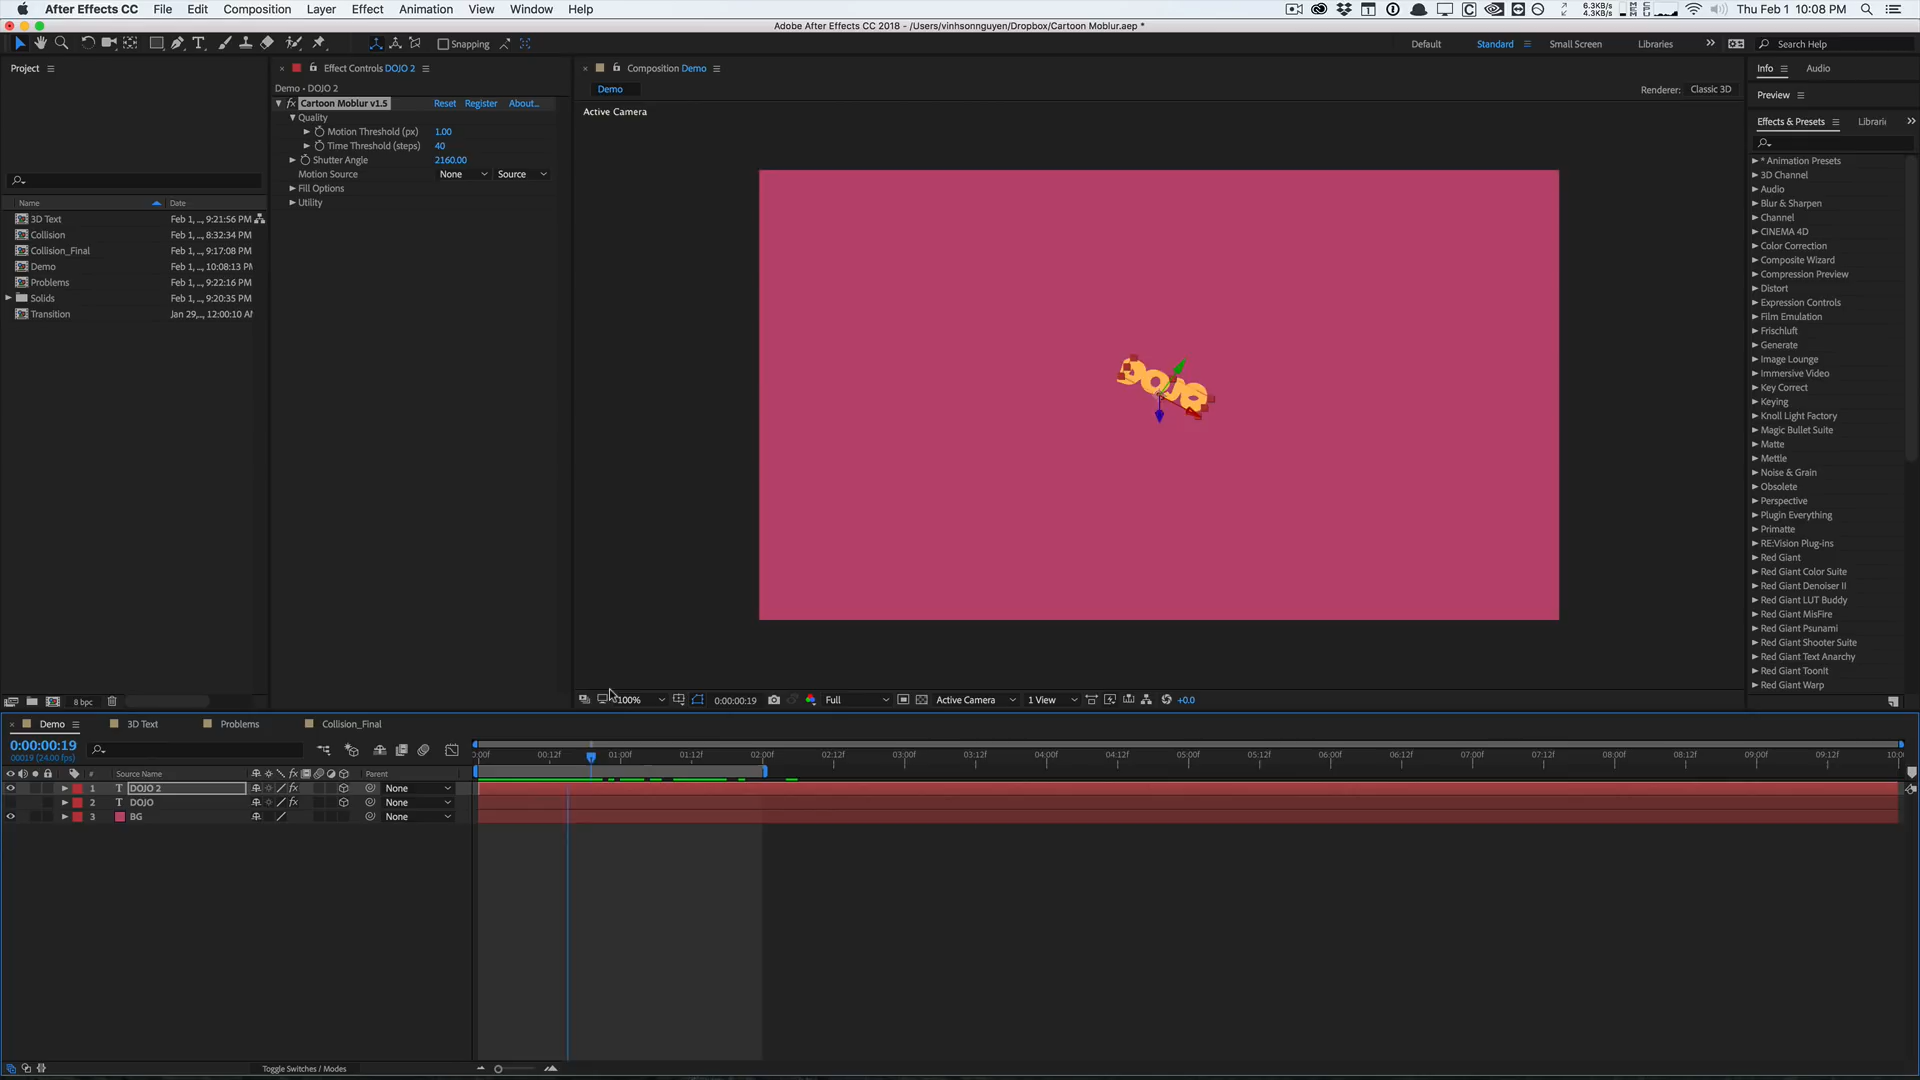 After Effects CC File Edit Composition Layer Effect Animation View Window Help
6.3KB/s
4.3KB/s
Thu Feb 1 10:08 PM
Adobe After Effects CC 2018 - /Users/vinhsonnguyen/Dropbox/Cartoon Moblur.aep *
Snapping
Default Standard Small Screen Libraries
Search Help
Project
Effect Controls DOJO 2
Composition Demo
Info Audio
Demo - DOJO 2
Demo
Renderer: Classic 3D
Preview
fx Cartoon Moblur v1.5 Reset Register About...
Active Camera
Quality
Effects & Presets
Motion Threshold (px) 1.00
Time Threshold (steps) 40
Shutter Angle 2160.00
Motion Source None Source
Fill Options
Utility
Name Date
3D Text Feb 1, ..., 9:21:56 PM
Collision Feb 1, ..., 8:32:34 PM
Collision_Final Feb 1, ..., 9:17:08 PM
Demo Feb 1, ..., 10:08:13 P
Problems Feb 1, ..., 9:22:16 PM
Solids Feb 1, ..., 9:20:35 PM
Transition Jan 29,..., 12:00:10 A
* Animation Presets
3D Channel
Audio
Blur & Sharpen
Channel
CINEMA 4D
Color Correction
Composite Wizard
Compression Preview
Distort
Expression Controls
Film Emulation
Frischluft
Generate
Image Lounge
Immersive Video
Key Correct
Keying
Knoll Light Factory
Magic Bullet Suite
Matte
Mettle
Noise & Grain
Obsolete
Perspective
Plugin Everything
Primatte
RE:Vision Plug-ins
Red Giant
Red Giant Color Suite
Red Giant Denoiser II
Red Giant LUT Buddy
Red Giant MisFire
Red Giant Psunami
Red Giant Shooter Suite
Red Giant Text Anarchy
Red Giant ToonIt
Red Giant Warp
DOJO
8 bpc
100% 0:00:00:19 Full Active Camera 1 View +0.0
Demo 3D Text Problems Collision_Final
0:00:00:19
00019 (24.00 fps)
:00f 00:12f 01:00f 01:12f 02:00f 02:12f 03:00f 03:12f 04:00f 04:12f 05:00f 05:12f 06:00f 06:12f 07:00f 07:12f 08:00f 08:12f 09:00f 09:12f 10:0
# Source Name fx Parent
1 T DOJO 2 fx None
2 T DOJO fx None
3 BG None
Toggle Switches / Modes